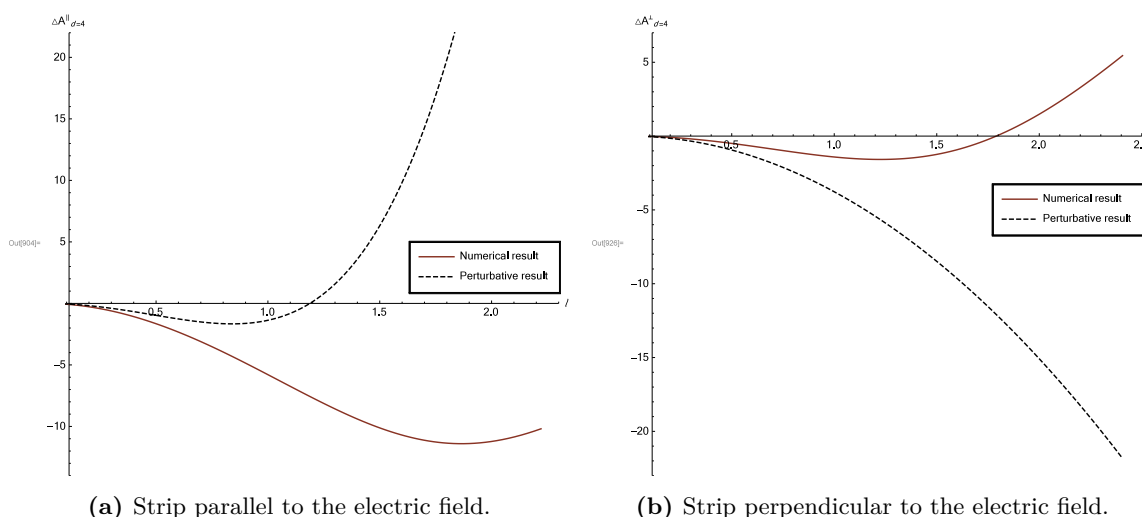 △A∥ d=4
20
15
10
5
Out[904]=
Numerical result
Perturbative result
0.5 1.0 1.5 2.0 l
−5
−10
(a) Strip parallel to the electric field.
△A⊥ d=4
5
0.5 1.0 1.5 2.0 2.5
Numerical result
−5
Perturbative result
Out[926]=
−10
−15
−20
(b) Strip perpendicular to the electric field.